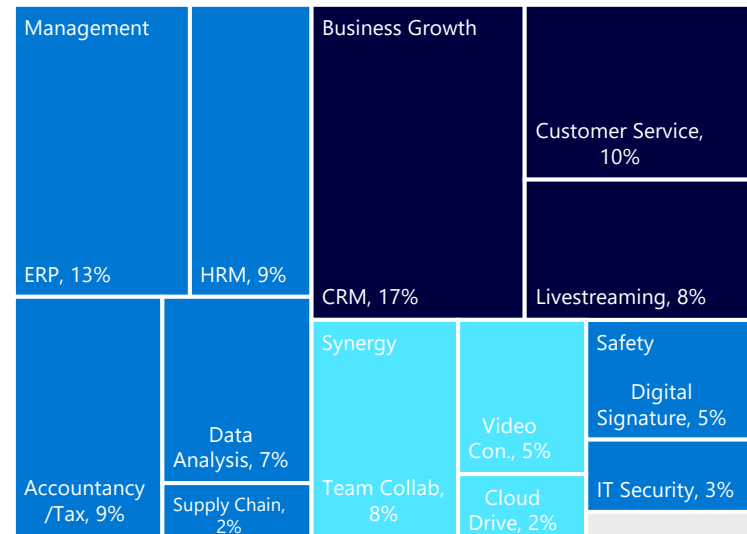 Management
ERP, 13%
HRM, 9%
Accountancy
/Tax, 9%
Data
Analysis, 7%
Supply Chain,
2%
Business Growth
CRM, 17%
Customer Service,
10%
Livestreaming, 8%
Synergy
Team Collab,
8%
Video
Con., 5%
Cloud
Drive, 2%
Safety
Digital
Signature, 5%
IT Security, 3%